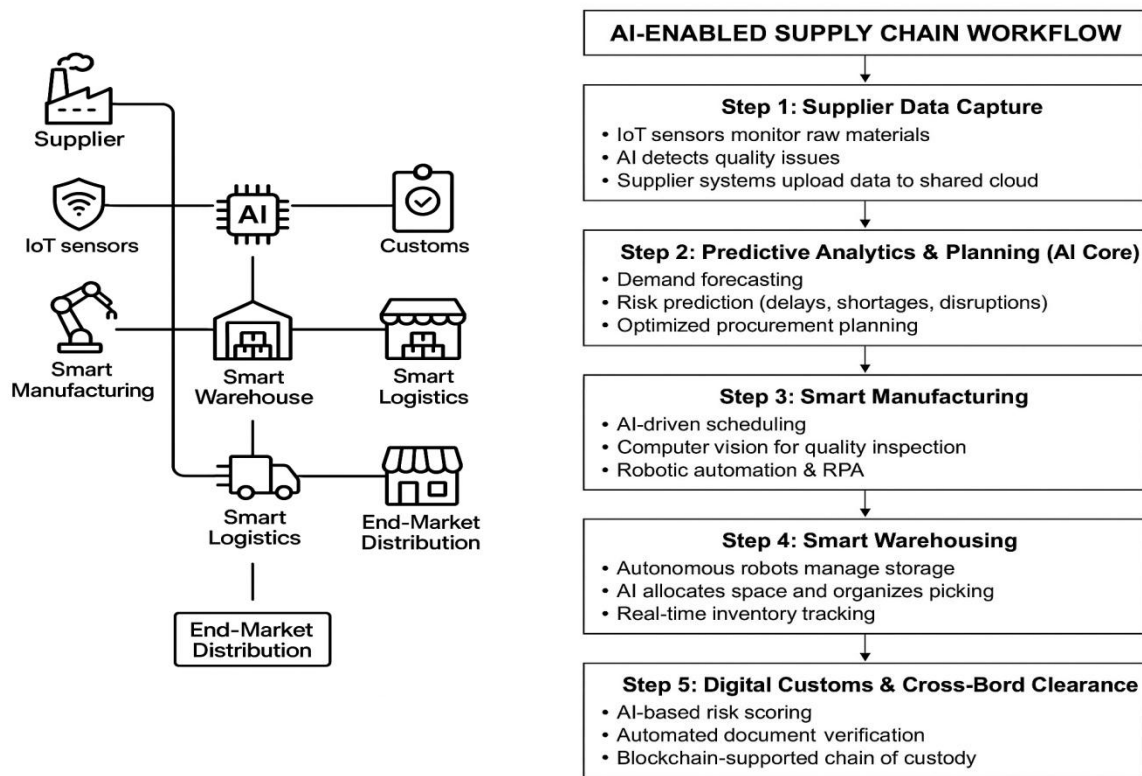 Supplier
IoT sensors
AI
Customs
Smart
Manufacturing
Smart
Warehouse
Smart
Logistics
Smart
Logistics
End-Market
Distribution
End-Market
Distribution
AI-ENABLED SUPPLY CHAIN WORKFLOW
Step 1: Supplier Data Capture
• IoT sensors monitor raw materials
• AI detects quality issues
• Supplier systems upload data to shared cloud
Step 2: Predictive Analytics & Planning (AI Core)
• Demand forecasting
• Risk prediction (delays, shortages, disruptions)
• Optimized procurement planning
Step 3: Smart Manufacturing
• AI-driven scheduling
• Computer vision for quality inspection
• Robotic automation & RPA
Step 4: Smart Warehousing
• Autonomous robots manage storage
• AI allocates space and organizes picking
• Real-time inventory tracking
Step 5: Digital Customs & Cross-Bord Clearance
• AI-based risk scoring
• Automated document verification
• Blockchain-supported chain of custody